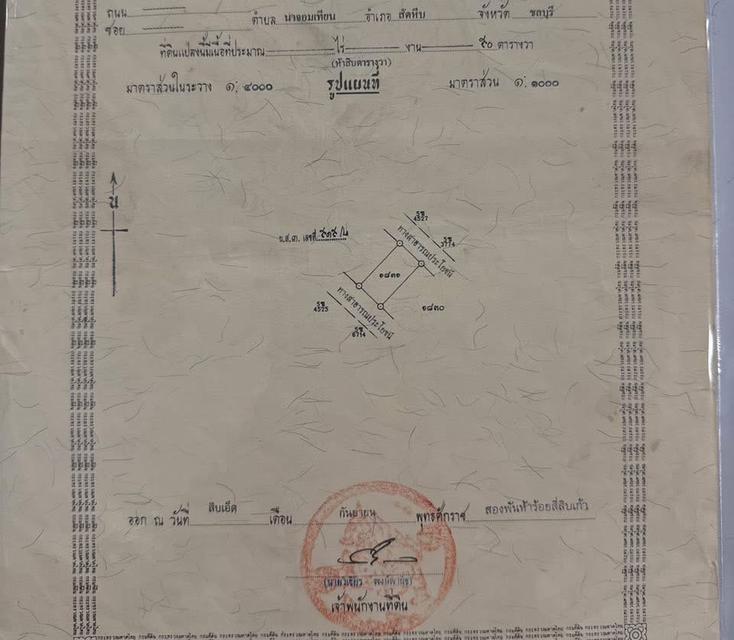 ถนน
ซอย ตำบล นาจอมเทียน อำเภอ สัตหีบ จังหวัด ชลบุรี
ที่ดินแปลงนี้มีเนื้อที่ประมาณ ไร่ งาน ๕๐ ตารางวา
(ห้าสิบตารางวา)
มาตราส่วนในระวาง ๑ : ๔๐๐๐ รูปแผนที่ มาตราส่วน ๑ : ๑๐๐๐
น
น.ส.๓. เลขที่
ทางสาธารณประโยชน์
๑๘๓๑
ทางสาธารณประโยชน์
๑๘๓๐
ออก ณ วันที่ สิบเอ็ด เดือน กันยายน พุทธศักราช สองพันห้าร้อยสี่สิบเก้า
เจ้าพนักงานที่ดิน